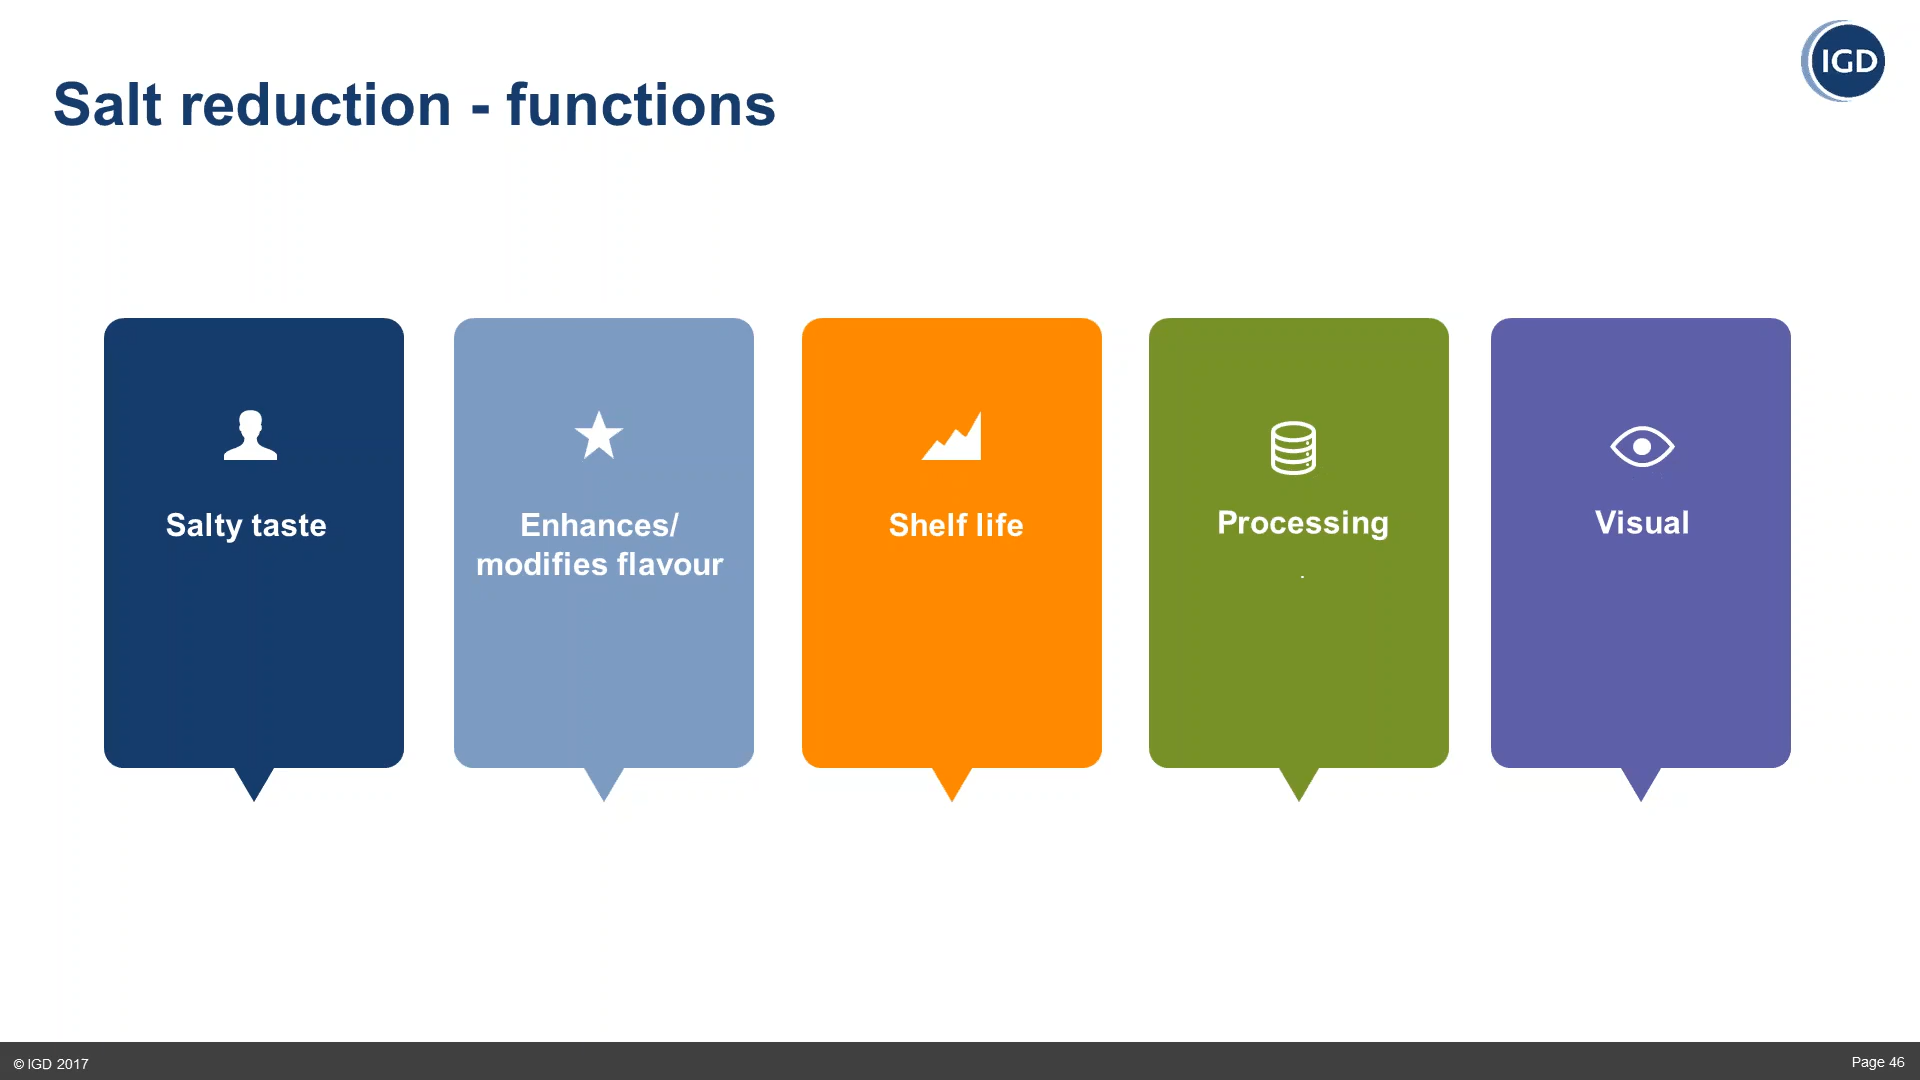 IGD
Salt reduction - functions
Salty taste
Enhances/
modifies flavour
Shelf life
Processing
.
Visual
© IGD 2017
Page 46